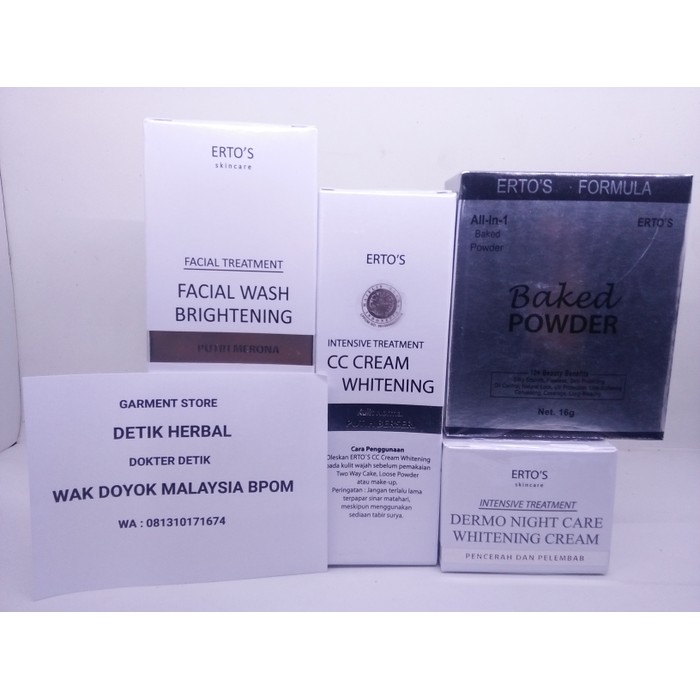 ERTO'S
skincare
FACIAL TREATMENT
FACIAL WASH
BRIGHTENING
PUTIH MERONA
ERTO'S
INTENSIVE TREATMENT
CC CREAM
WHITENING
PUTIH BERSERI
Cara Penggunaan
Oleskan ERTO'S CC Cream Whitening
pada kulit wajah sebelum pemakaian
Two Way Cake, Loose Powder
atau make-up.
Peringatan : Jangan terlalu lama
terpapar sinar matahari,
meskipun menggunakan
sediaan tabir surya.
ERTO'S FORMULA
All-in-1
Baked
Powder
ERTO'S
Baked
POWDER
Net. 16g
ERTO'S
skincare
INTENSIVE TREATMENT
DERMO NIGHT CARE
WHITENING CREAM
PENCERAH DAN PELEMBAB
GARMENT STORE
DETIK HERBAL
DOKTER DETIK
WAK DOYOK MALAYSIA BPOM
WA : 081310171674